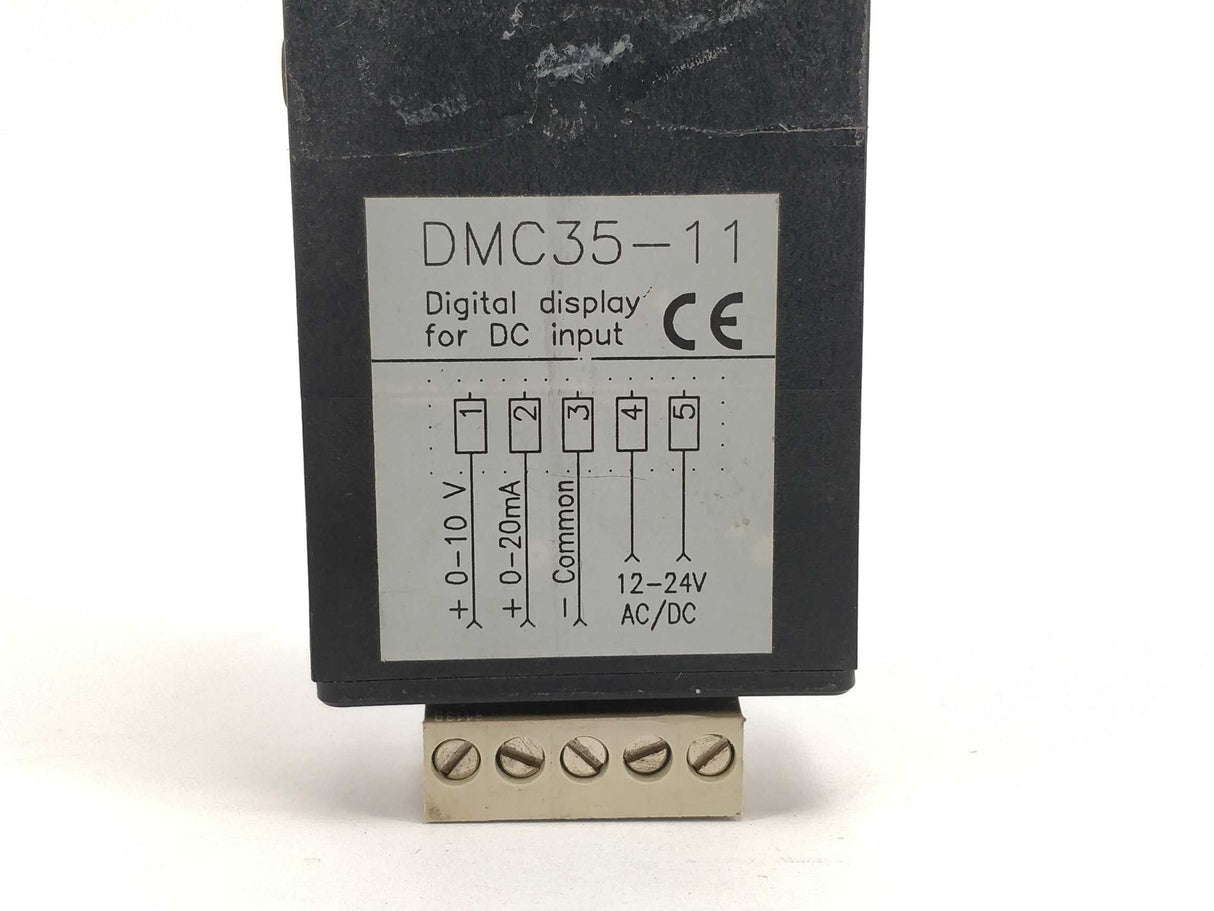 DMC35-11
Digital display
for DC input
CE
1 2 3 4 5
+ 0-10 V
+ 0-20mA
- Common
12-24V
AC/DC